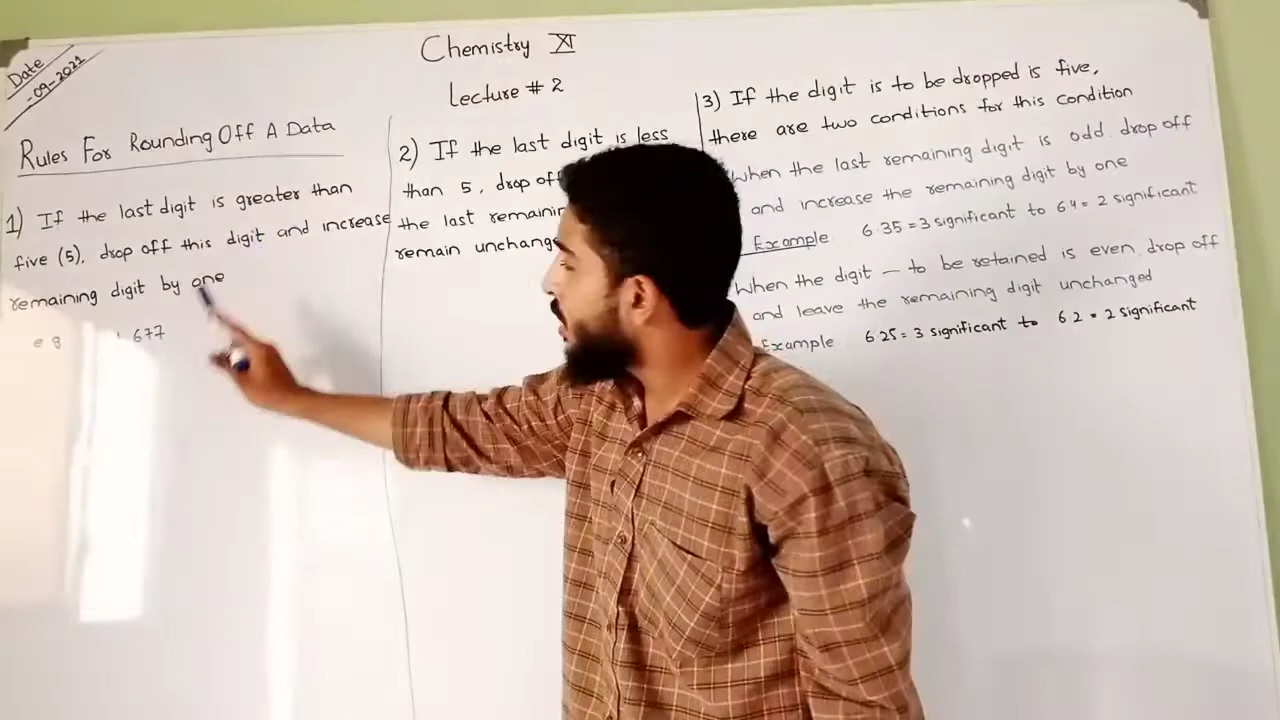 Date
-09-2021
Chemistry XI
Lecture # 2
Rules For Rounding Off A Data
1) If the last digit is greater than
five (5), drop off this digit and increase
remaining digit by one
e g 677
2) If the last digit is less
than 5, drop off
the last
remain
3) If the digit is to be dropped is five,
there are two conditions for this condition
when the last remaining digit is odd drop off
and increase the remaining digit by one
Example 6.35 = 3 significant to 6 4 = 2 significant
when the digit — to be retained is even drop off
and leave the remaining digit unchanged
Example 6 25 = 3 significant to 6 2 = 2 significant